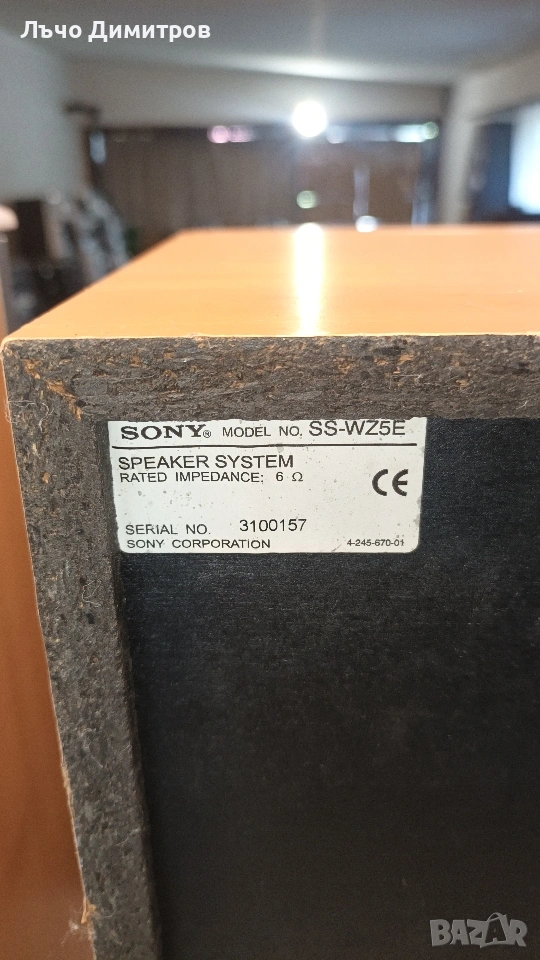 Лъчо Димитров
SONY® MODEL NO. SS-WZ5E
SPEAKER SYSTEM
RATED IMPEDANCE: 6 Ω
CE
SERIAL NO. 3100157
SONY CORPORATION 4-245-670-01
BAZAR